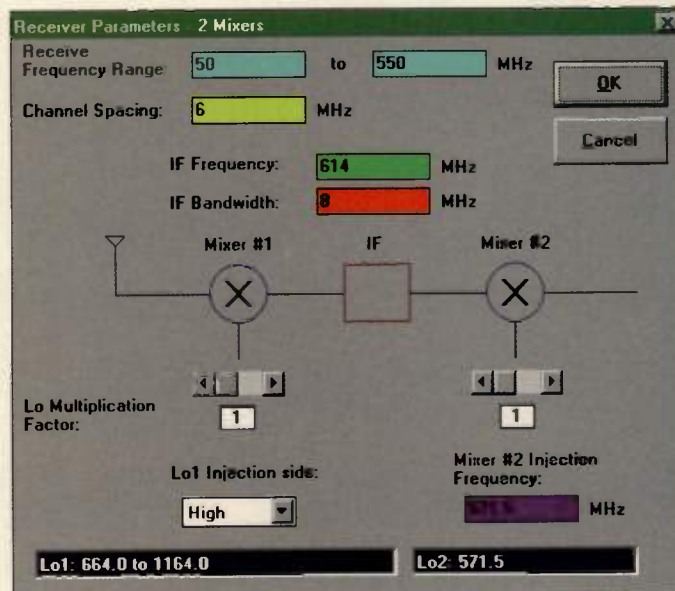 Receiver Parameters - 2 Mixers
Receive Frequency Range: 50 to 550 MHz
OK
Channel Spacing: 6 MHz
Cancel
IF Frequency: 614 MHz
IF Bandwidth: 8 MHz
Mixer #1 IF Mixer #2
Lo Multiplication Factor: 1 1
Lo1 Injection side:
High
Mixer #2 Injection Frequency:
571.5 MHz
Lo1: 664.0 to 1164.0 Lo2: 571.5